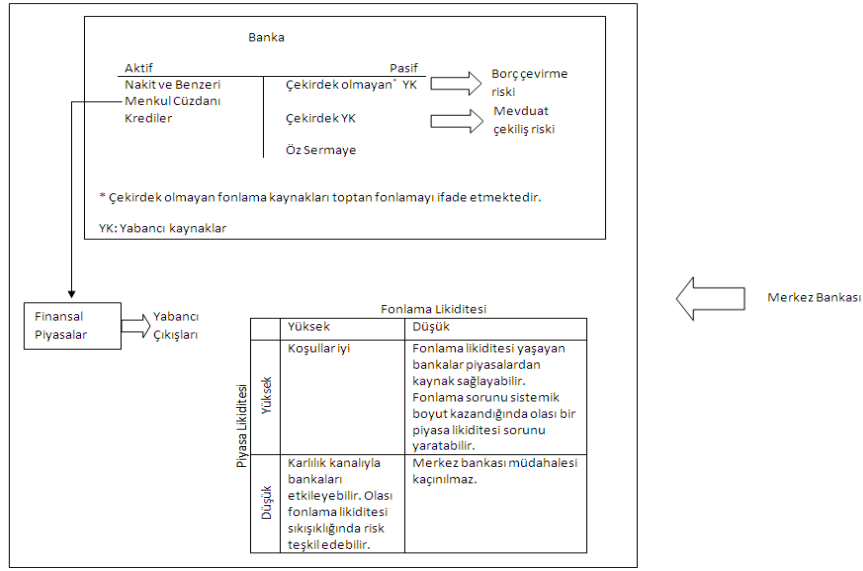 Banka
Aktif Pasif
Nakit ve Benzeri Çekirdek olmayan* YK
Borç çevirme
riski
Menkul Cüzdanı
Krediler Çekirdek YK
Mevduat
çekiliş riski
Öz Sermaye
* Çekirdek olmayan fonlama kaynakları toptan fonlamayı ifade etmektedir.
YK: Yabancı kaynaklar
Merkez Bankası
Finansal
Piyasalar
Yabancı
Çıkışları
Fonlama Likiditesi
Yüksek Düşük
Piyasa Likiditesi
Yüksek
Koşullar iyi
Fonlama likiditesi yaşayan
bankalar piyasalardan
kaynak sağlayabilir.
Fonlama sorunu sistemik
boyut kazandığında olası bir
piyasa likiditesi sorunu
yaratabilir.
Düşük
Karlılık kanalıyla
bankaları
etkileyebilir. Olası
fonlama likiditesi
sıkışıklığında risk
teşkil edebilir.
Merkez bankası müdahalesi
kaçınılmaz.